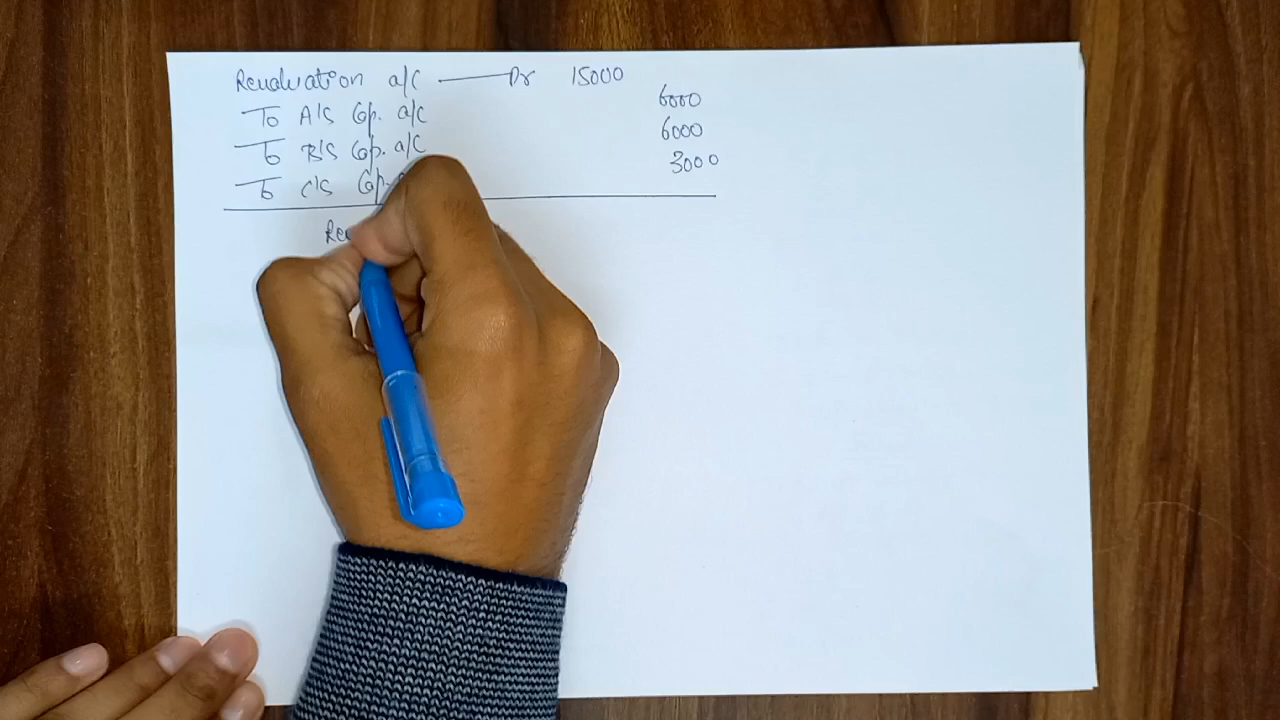 Revaluation a/c — Dr 15000
To A's Cap. a/c 6000
To B's Cap. a/c 6000
To C's Cap. 3000